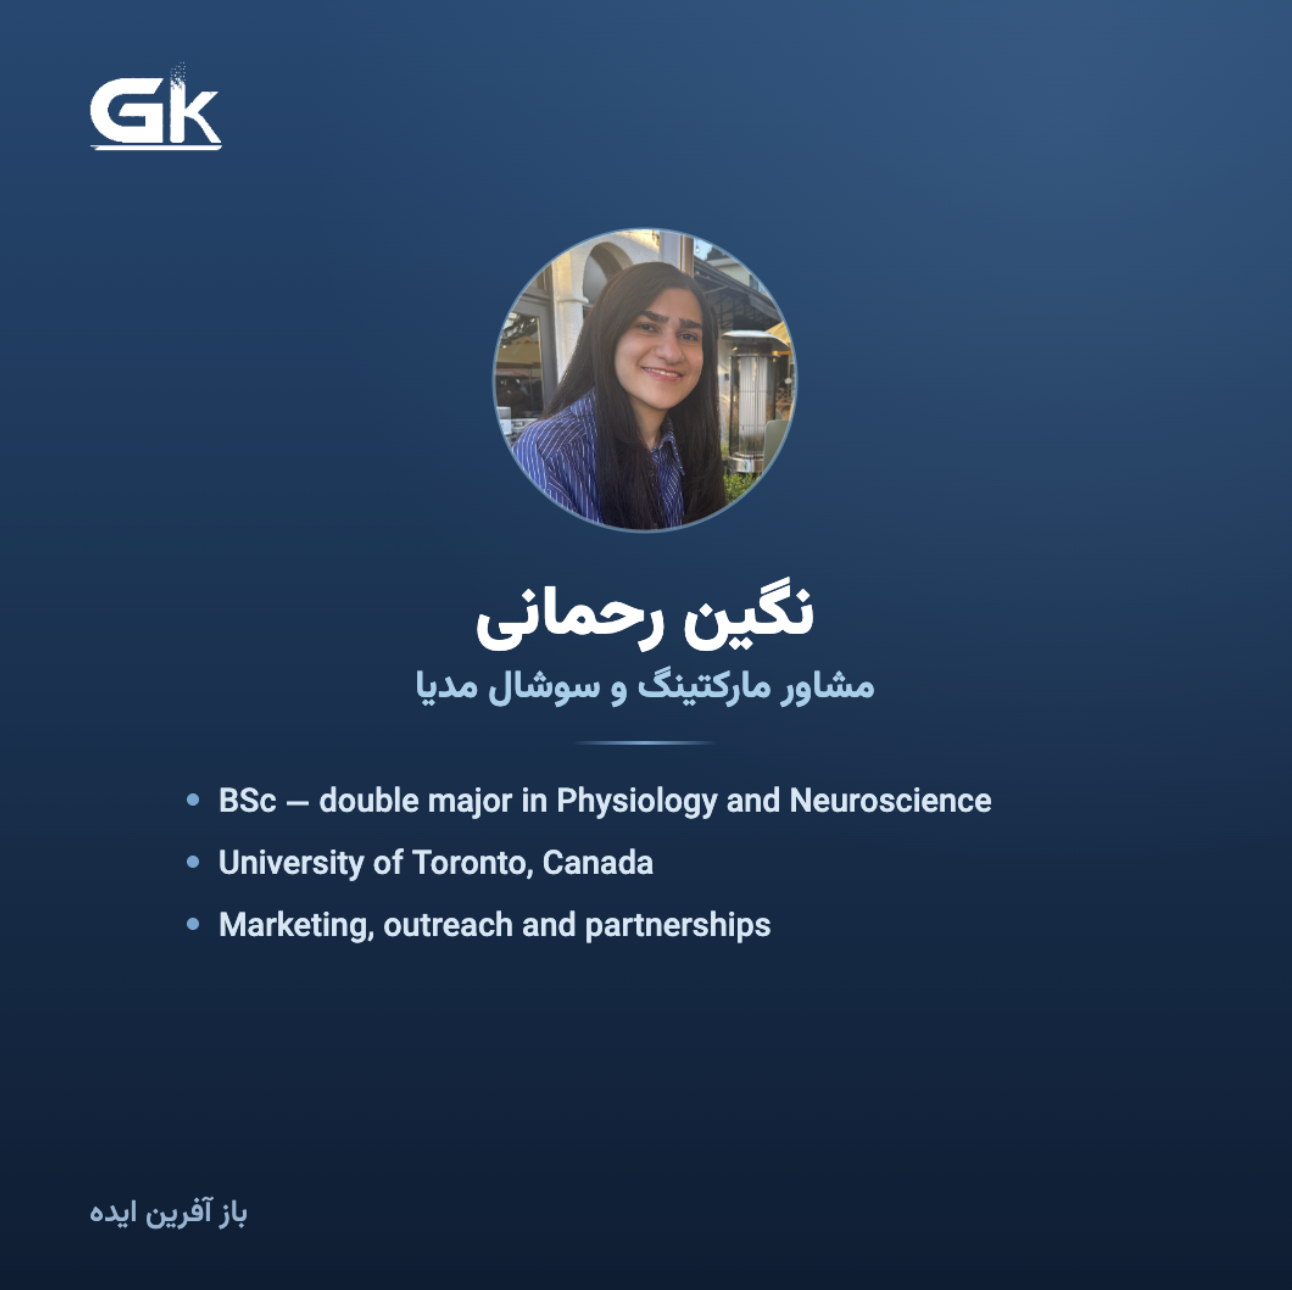 Gk
نگین رحمانی
مشاور مارکتینگ و سوشال مدیا
BSc — double major in Physiology and Neuroscience
University of Toronto, Canada
Marketing, outreach and partnerships
باز آفرین ایده